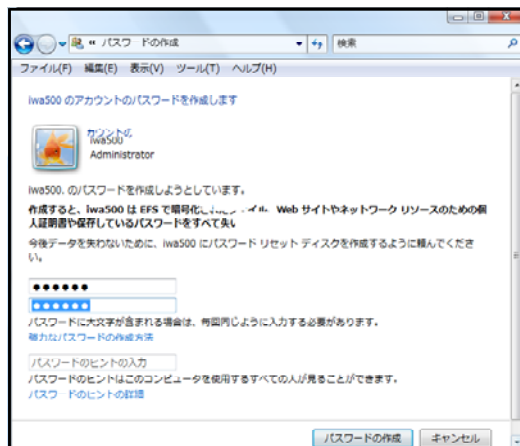 « パスワードの作成
検索
ファイル(F) 編集(E) 表示(V) ツール(T) ヘルプ(H)
iwa500 のアカウントのパスワードを作成します
カウントの
iwa500
Administrator
iwa500. のパスワードを作成しようとしています。
作成すると、iwa500 は EFS で暗号化 Web サイトやネットワーク リソースのための個
人証明書や保存しているパスワードをすべて失い
今後データを失わないために、iwa500 にパスワード リセット ディスクを作成するように頼んでくださ
い。
●●●●●●
●●●●●●
パスワードに大文字が含まれる場合は、毎回同じように入力する必要があります。
強力なパスワードの作成方法
パスワードのヒントの入力
パスワードのヒントはこのコンピュータを使用するすべての人が見ることができます。
パスワードのヒントの詳細
パスワードの作成 キャンセル